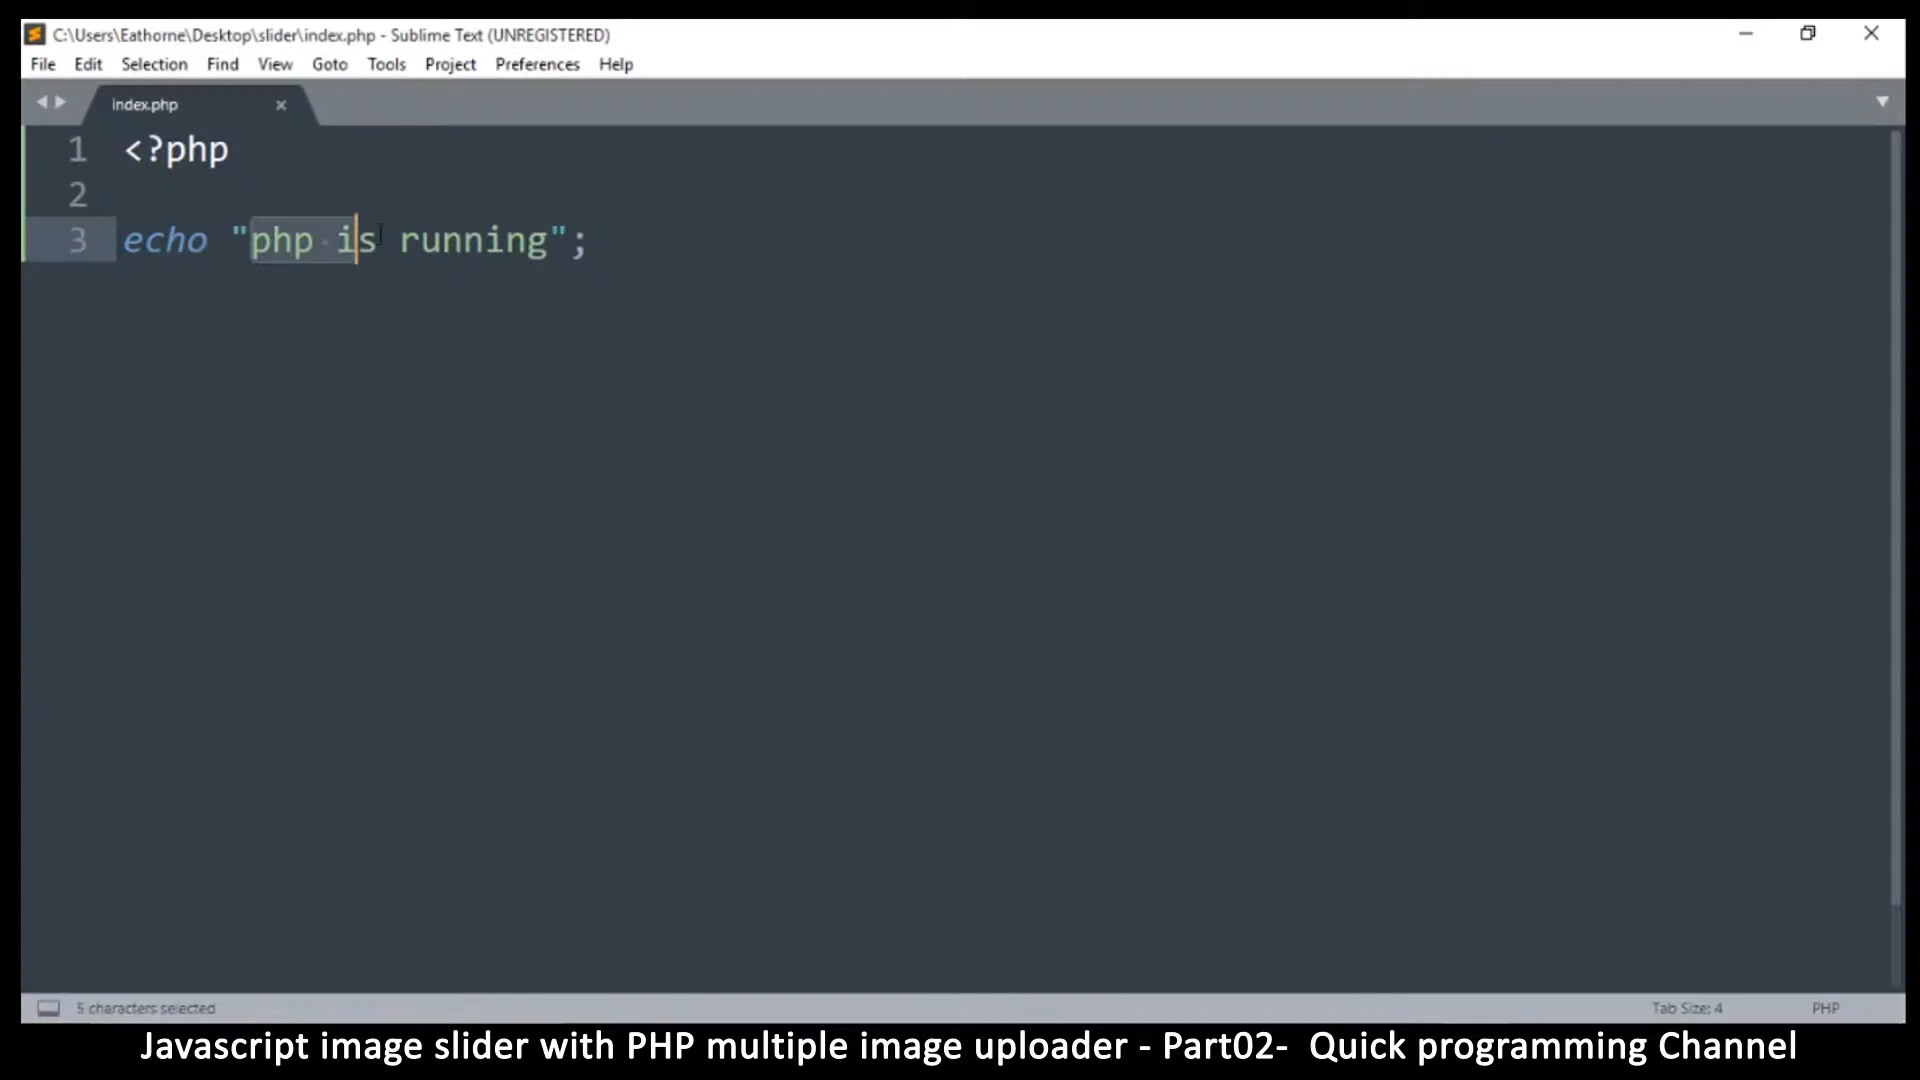 C:\Users\Eathorne\Desktop\slider\index.php - Sublime Text (UNREGISTERED)
File Edit Selection Find View Goto Tools Project Preferences Help
index.php
1 <?php
2
3 echo "php is running";
5 characters selected Tab Size: 4 PHP
Javascript image slider with PHP multiple image uploader - Part02- Quick programming Channel